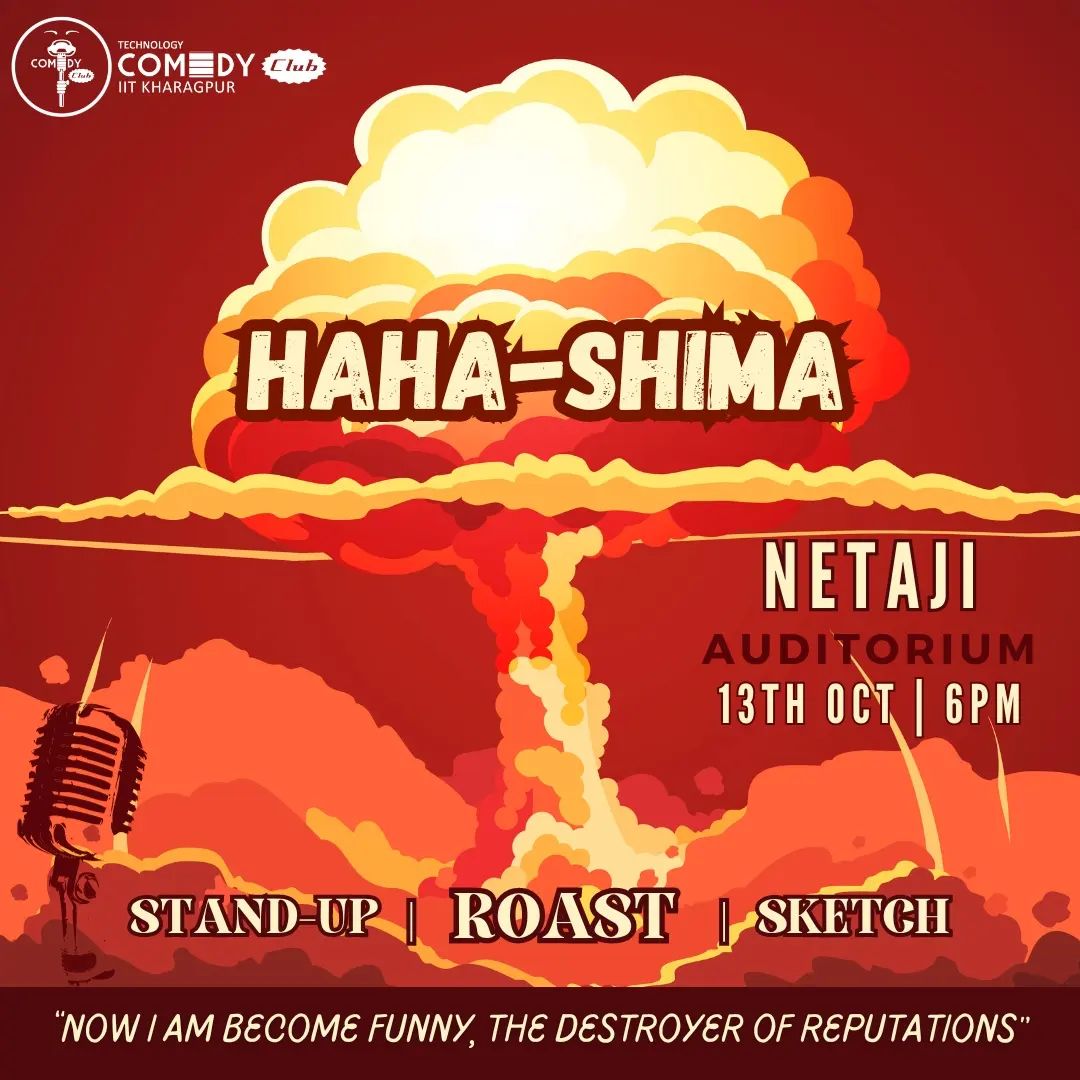 COMEDY
Club
TECHNOLOGY
COMEDY Club
IIT KHARAGPUR
HAHA-SHIMA
NETAJI
AUDITORIUM
13TH OCT | 6PM
STAND-UP | ROAST | SKETCH
"NOW I AM BECOME FUNNY, THE DESTROYER OF REPUTATIONS"